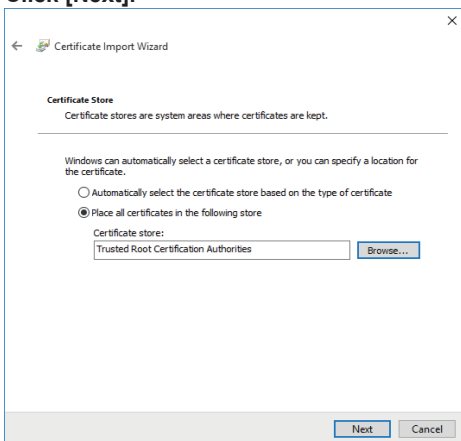 Click [Next].
Certificate Import Wizard
Certificate Store
Certificate stores are system areas where certificates are kept.
Windows can automatically select a certificate store, or you can specify a location for
the certificate.
Automatically select the certificate store based on the type of certificate
Place all certificates in the following store
Certificate store:
Trusted Root Certification Authorities
Browse...
Next
Cancel